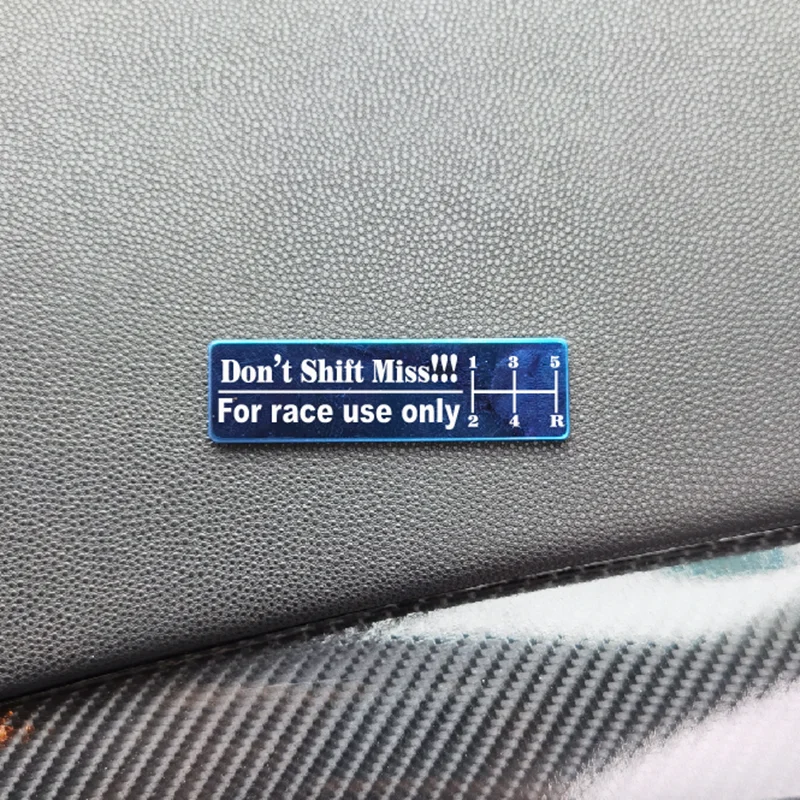 Don't Shift Miss!!!
For race use only
1 3 5
2 4 R